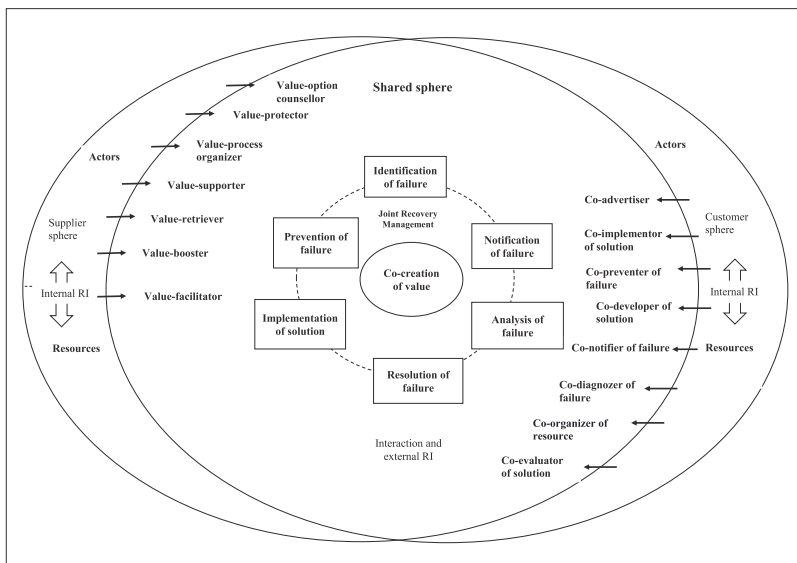 Shared sphere
Value-option
counsellor
Value-protector
Value-process
organizer
Value-supporter
Value-retriever
Value-booster
Value-facilitator
Actors
Supplier
sphere
Internal RI
Resources
Identification
of failure
Joint Recovery
Management
Prevention of
failure
Notification
of failure
Co-creation
of value
Implementation
of solution
Analysis of
failure
Resolution of
failure
Interaction and
external RI
Actors
Customer
sphere
Internal RI
Resources
Co-advertiser
Co-implementor
of solution
Co-preventer of
failure
Co-developer of
solution
Co-notifier of failure
Co-diagnozer of
failure
Co-organizer of
resource
Co-evaluator
of solution